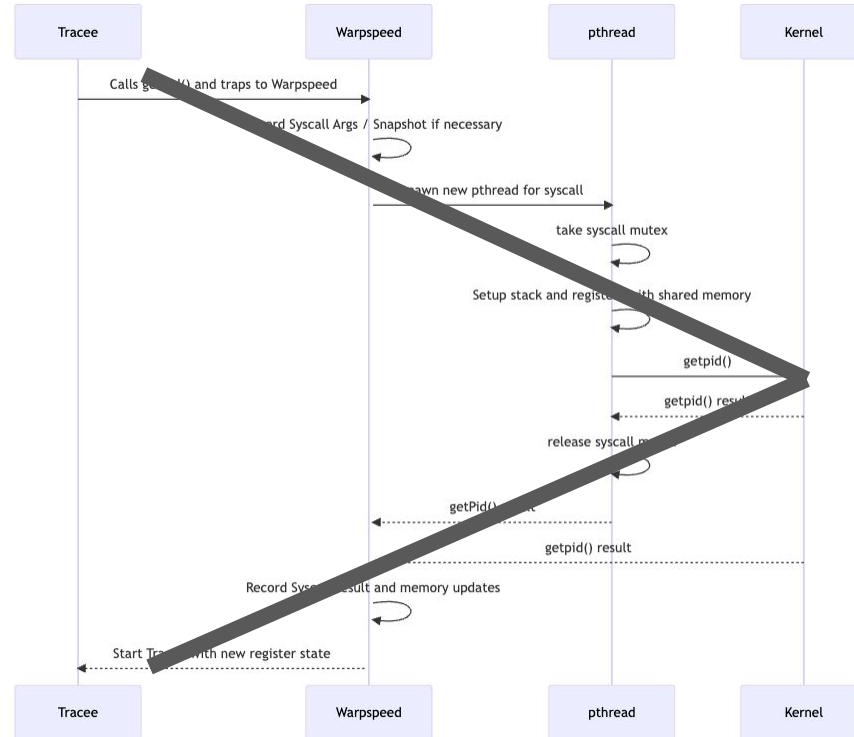 Tracee Warpspeed pthread Kernel
Calls and traps to Warpspeed
Syscall Args / Snapshot if necessary
new pthread for syscall
take syscall mutex
Setup stack and with shared memory
getpid()
getpid()
release syscall
getPid()
getpid() result
Record and memory updates
Start with new register state
Tracee Warpspeed pthread Kernel